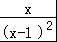 x
(x-1)²